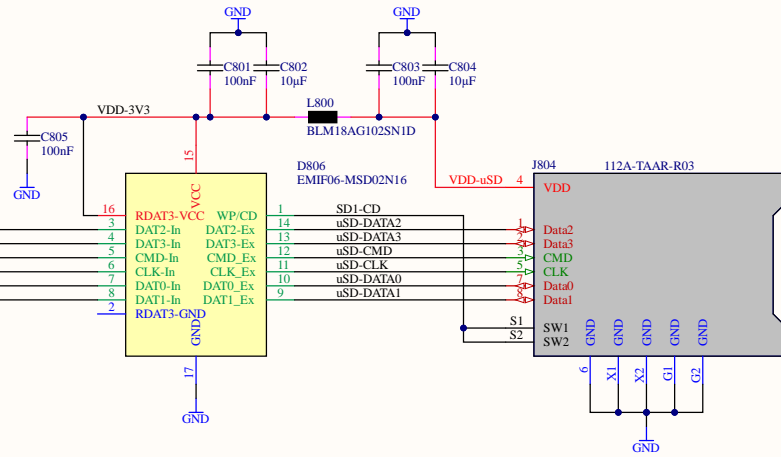 GND
GND
C801
100nF
C802
10µF
C803
100nF
C804
10µF
VDD-3V3
L800
BLM18AG102SN1D
C805
100nF
GND
15
VCC
D806
EMIF06-MSD02N16
VDD-uSD
J804
112A-TAAR-R03
4
VDD
16
RDAT3-VCC
WP/CD
1
SD1-CD
3
DAT2-In
DAT2-Ex
14
uSD-DATA2
1
Data2
4
DAT3-In
DAT3-Ex
13
uSD-DATA3
2
Data3
5
CMD-In
CMD_Ex
12
uSD-CMD
3
CMD
6
CLK-In
CLK_Ex
11
uSD-CLK
5
CLK
7
DAT0-In
DAT0_Ex
10
uSD-DATA0
7
Data0
8
DAT1-In
DAT1_Ex
9
uSD-DATA1
8
Data1
2
RDAT3-GND
GND
17
GND
S1
SW1
S2
SW2
GND
GND
GND
GND
GND
6
X1
X2
G1
G2
GND